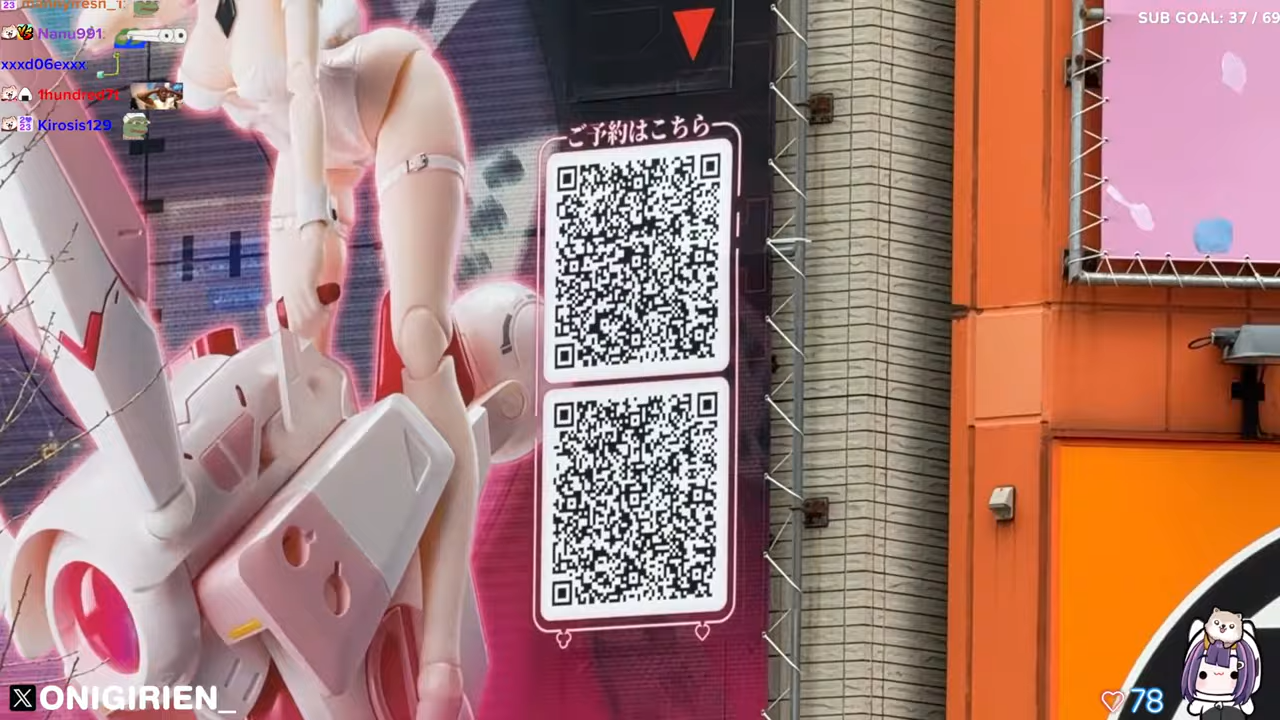 Nanu991
SUB GOAL: 37 / 69
xxxd06exxx
Kirosis129
ご予約はこちら
ONIGIRIEN_
78